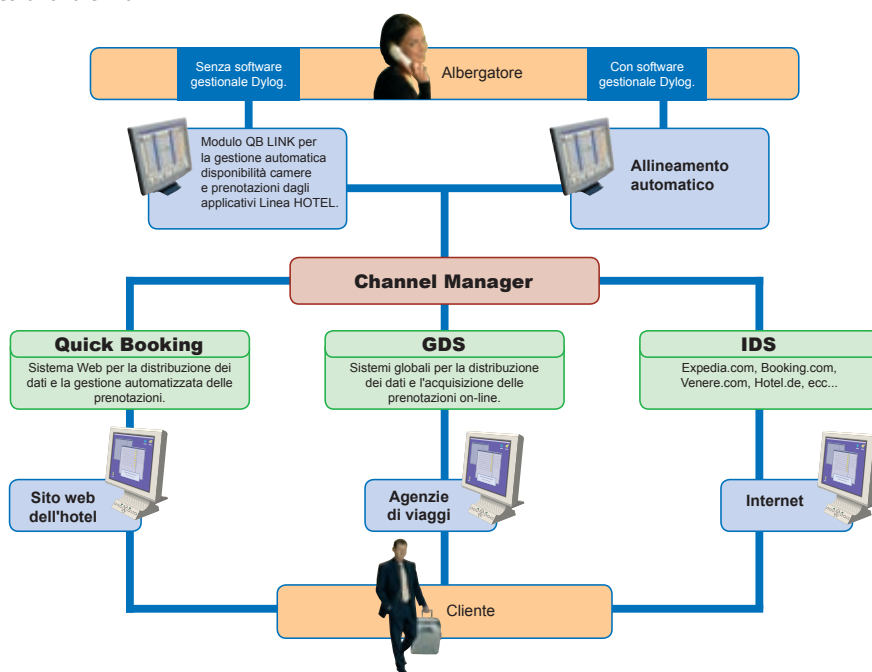 Senza software
gestionale Dylog.
Albergatore
Con software
gestionale Dylog.
Modulo QB LINK per
la gestione automatica
disponibilità camere
e prenotazioni dagli
applicativi Linea HOTEL.
Allineamento
automatico
Channel Manager
Quick Booking
Sistema Web per la distribuzione dei
dati e la gestione automatizzata delle
prenotazioni.
GDS
Sistemi globali per la distribuzione
dei dati e l'acquisizione delle
prenotazioni on-line.
IDS
Expedia.com, Booking.com,
Venere.com, Hotel.de, ecc...
Sito web
dell'hotel
Agenzie
di viaggi
Internet
Cliente